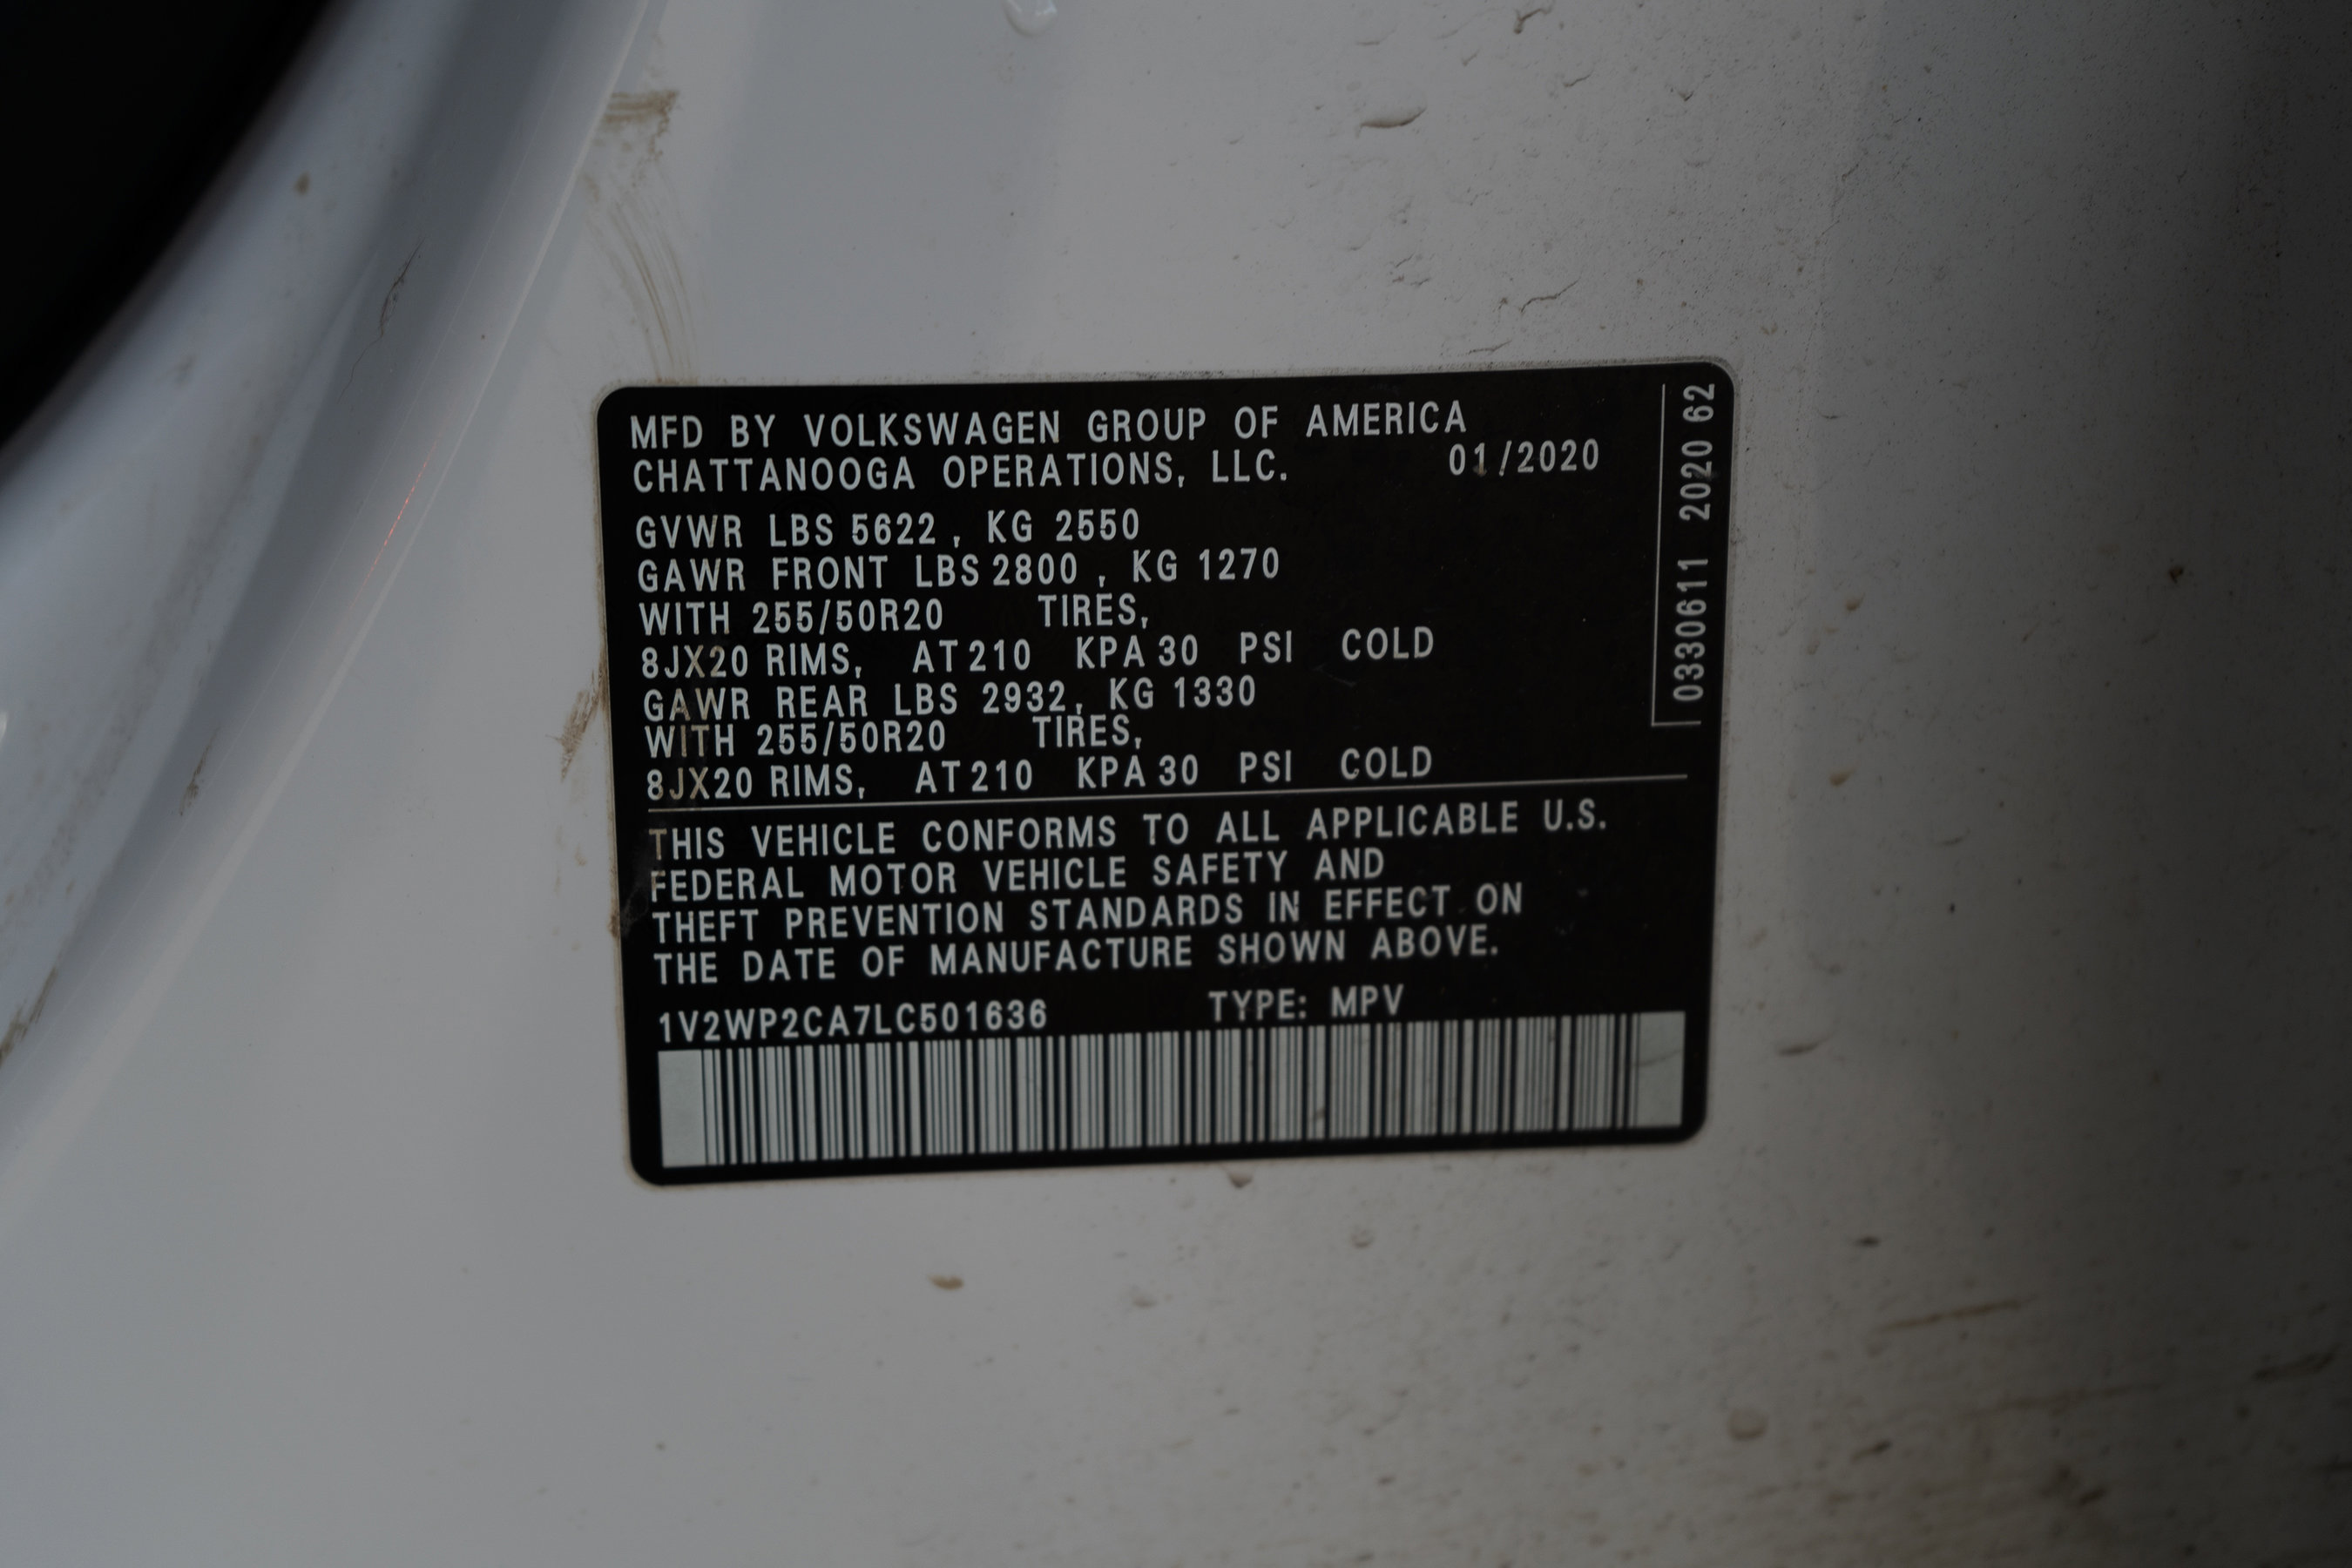 MFD BY VOLKSWAGEN GROUP OF AMERICA
CHATTANOOGA OPERATIONS, LLC. 01/2020
GVWR LBS 5622 , KG 2550
GAWR FRONT LBS 2800 , KG 1270
WITH 255/50R20 TIRES,
8JX20 RIMS, AT 210 KPA 30 PSI COLD
GAWR REAR LBS 2932, KG 1330
WITH 255/50R20 TIRES,
8JX20 RIMS, AT 210 KPA 30 PSI COLD
THIS VEHICLE CONFORMS TO ALL APPLICABLE U.S.
FEDERAL MOTOR VEHICLE SAFETY AND
THEFT PREVENTION STANDARDS IN EFFECT ON
THE DATE OF MANUFACTURE SHOWN ABOVE.
1V2WP2CA7LC501636 TYPE: MPV
0330611 2020 62